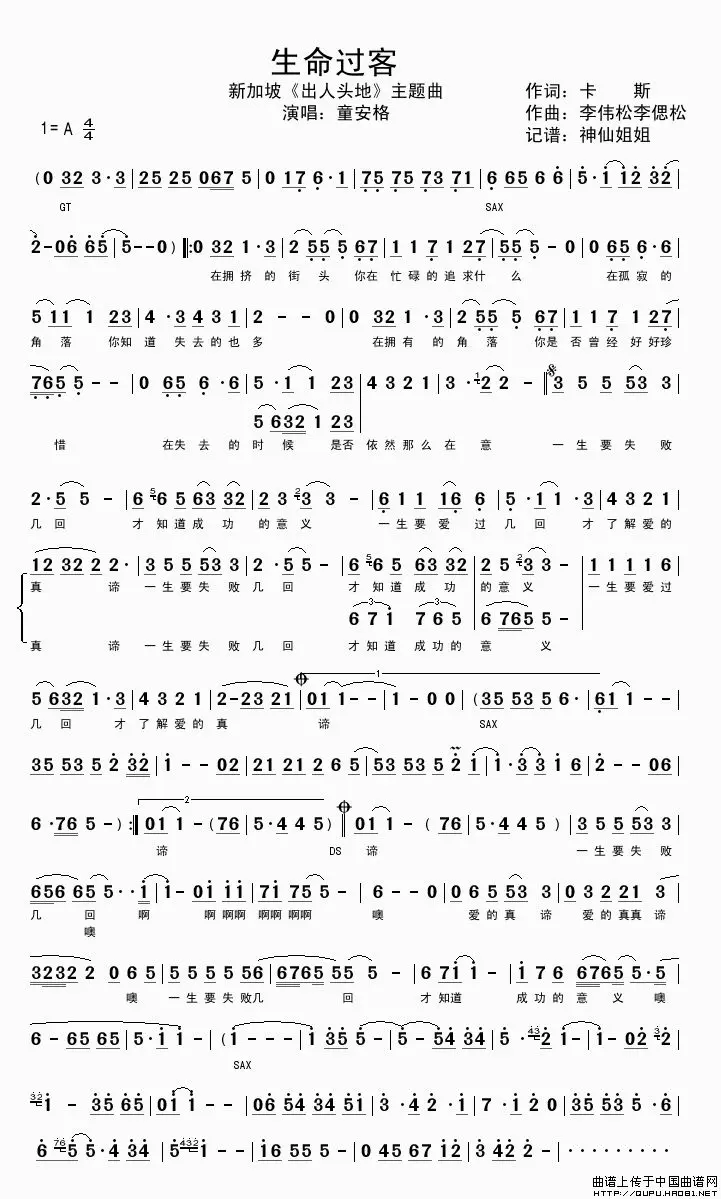 生命过客
新加坡《出人头地》主题曲
作词：卡 斯
演唱：童安格
作曲：李伟松李偲松
1= A 4/4
记谱：神仙姐姐
(0 32 3·3|25 25 067 5|0 17 6·1|75 75 73 71|6 65 6 6|5·1 12 32|
GT SAX
2-06 65|5--0)‖:0 32 1·3|2 55 5 67|1 1 7 1 27|55 5 - 0|0 65 6·6|
在拥挤的街头 你在忙碌的追求什么 在孤寂的
5 11 1 23|4·3 4 3 1|2 - - 0|0 32 1·3|2 55 5 67|1 1 7 1 27|
角落 你知道失去的也多 在拥有的角落 你是否曾经好好珍
765 5 - -|0 65 6·6|5·1 1 23|4 3 2 1|3·1 2 2 -‖3 5 5 53 3|
5 632 1 23
惜 在失去的时候 是否依然那么在意 一生要失败
2·5 5 -|6 5 6 5 63 32|2 3 2 3 3 -|6 1 1 16 6|5·1 1·3|4 3 2 1|
几回 才知道成功的意义 一生要爱过几回 才了解爱的
12 32 2 2·|3 5 5 53 3|2·5 5 -|6 5 6 5 63 32|2 5 2 3 3 -|1 1 1 1 6|
真谛 一生要失败几回 才知道成功的意义 一生要爱过
3 3
6 7 1 7 6 5|6 765 5 -
真谛 一生要失败几回 才知道成功的意义
1
5 632 1·3|4 3 2 1|2-23 21|01 1--|1-0 0|(35 53 5 6·|61 1 - -|
几回 才了解爱的真 谛 SAX
35 53 5 2 32|1 - - 02|21 21 2 6 5|53 53 5 2 1|1·3 3 1 6|2 - - 06|
2
6·76 5 -):‖01 1-(76|5·4 4 5)‖01 1 -(76|5·4 4 5)|3 5 5 53 3|
谛 DS 谛 一生要失败
656 65 5··1|1-01 11|71 75 5 -|6 - - 0|0 6 5 53 3|0 3 2 21 3|
几 回 啊 啊 啊啊 啊啊 啊啊 噢 爱的真谛 爱的真真谛
噢
3232 2 0 6 5|5 5 5 5 56|6765 55 5 -|6 71 1 -|1 7 6 6765 5·5|
噢 一生要失败几 回 才知道 成功的意义 噢
6-65 65|5·1 1-|(1 - - -|1 35 5-|5-54 34|5·5 432 1-|1-02 32|
SAX
321 - 35 65|01 1 - -|06 54 34 51|3·4 2·1|7·1 2 0|35 53 5·6|
6 765 5·4 34|5 4321 - -|16 55 5 -|04 45 67 12|3 4 2 -|·········
曲谱上传于中国曲谱网
HTTP://QUPU.HAO81.NET